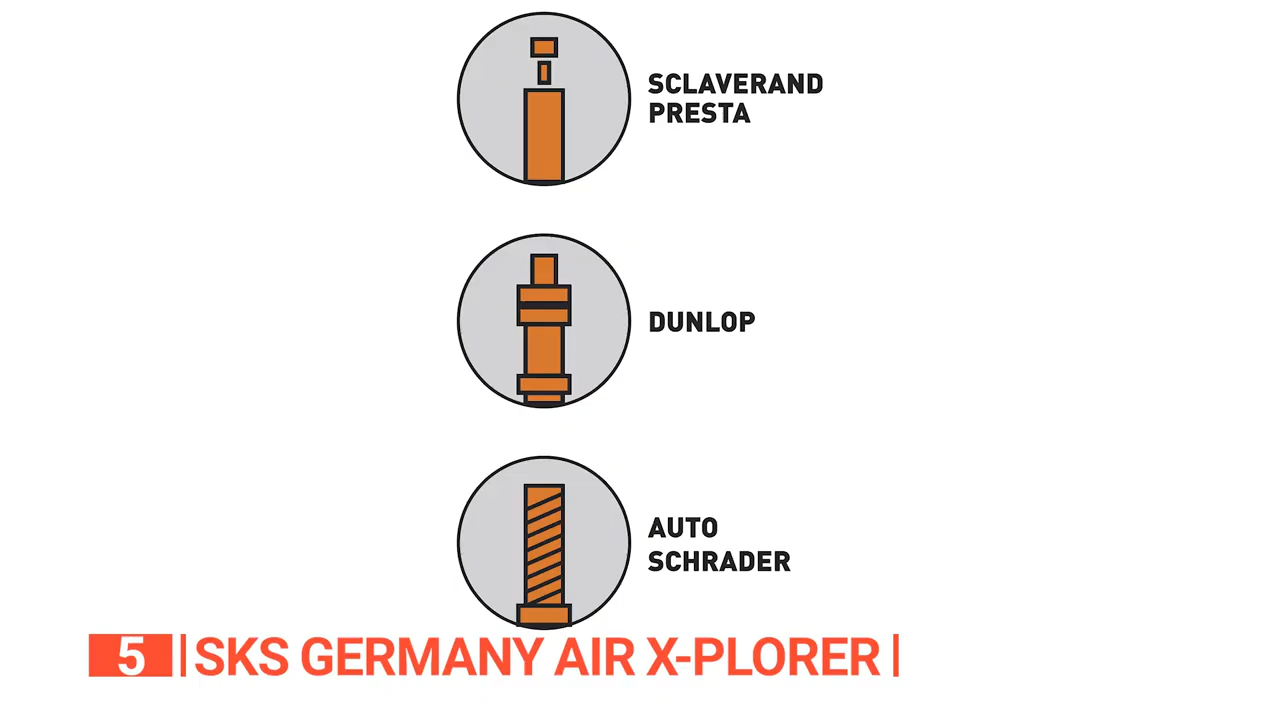 SCLAVERAND
PRESTA
DUNLOP
AUTO
SCHRADER
5 SKS GERMANY AIR X-PLORER